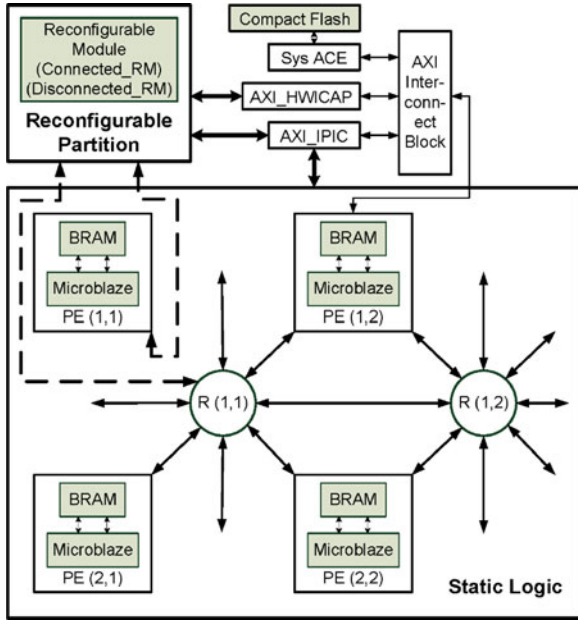 Reconfigurable
Module
(Connected_RM)
(Disconnected_RM)
Reconfigurable
Partition
Compact Flash
Sys ACE
AXI_HWICAP
AXI_IPIC
AXI
Inter-
conn-
ect
Block
BRAM
Microblaze
PE (1,1)
BRAM
Microblaze
PE (1,2)
R (1,1)
R (1,2)
BRAM
Microblaze
PE (2,1)
BRAM
Microblaze
PE (2,2)
Static Logic